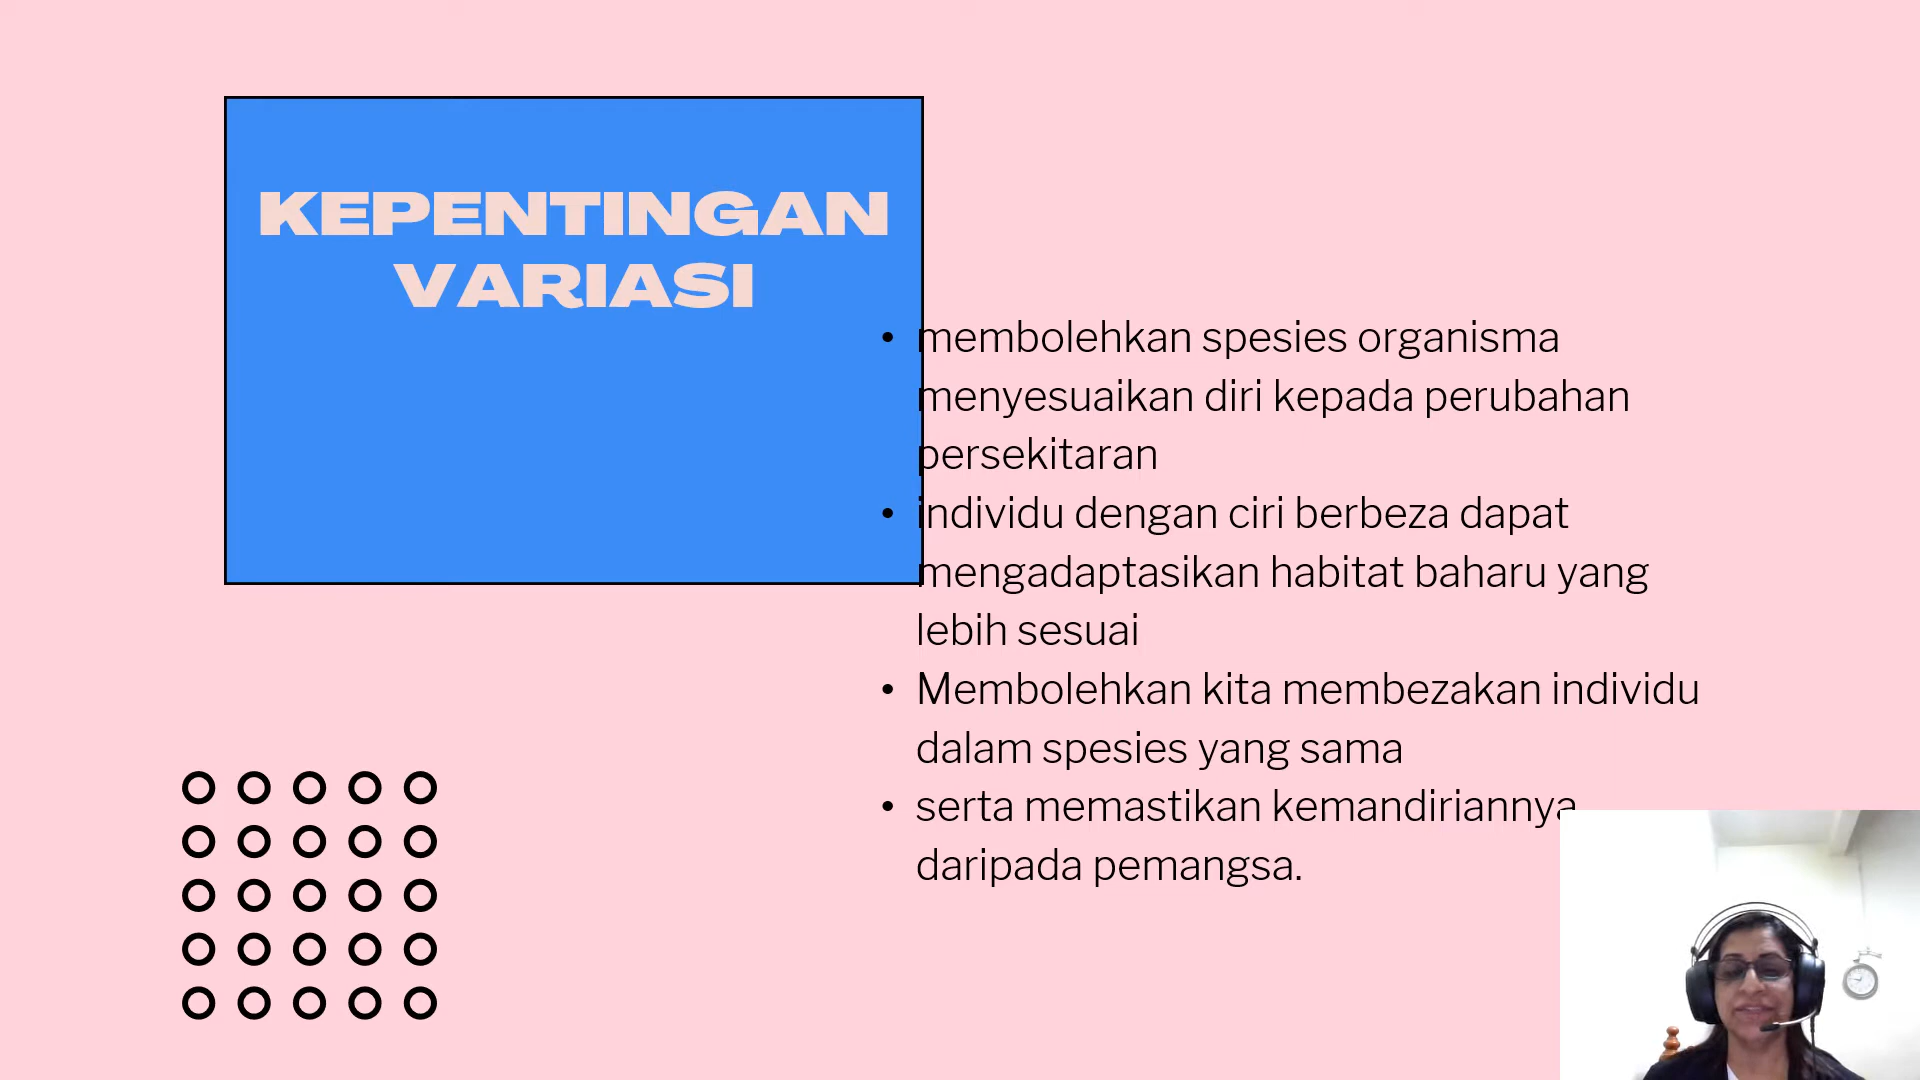 KEPENTINGAN
VARIASI
• membolehkan spesies organisma
menyesuaikan diri kepada perubahan
persekitaran
• individu dengan ciri berbeza dapat
mengadaptasikan habitat baharu yang
lebih sesuai
• Membolehkan kita membezakan individu
dalam spesies yang sama
• serta memastikan kemandiriannya
daripada pemangsa.